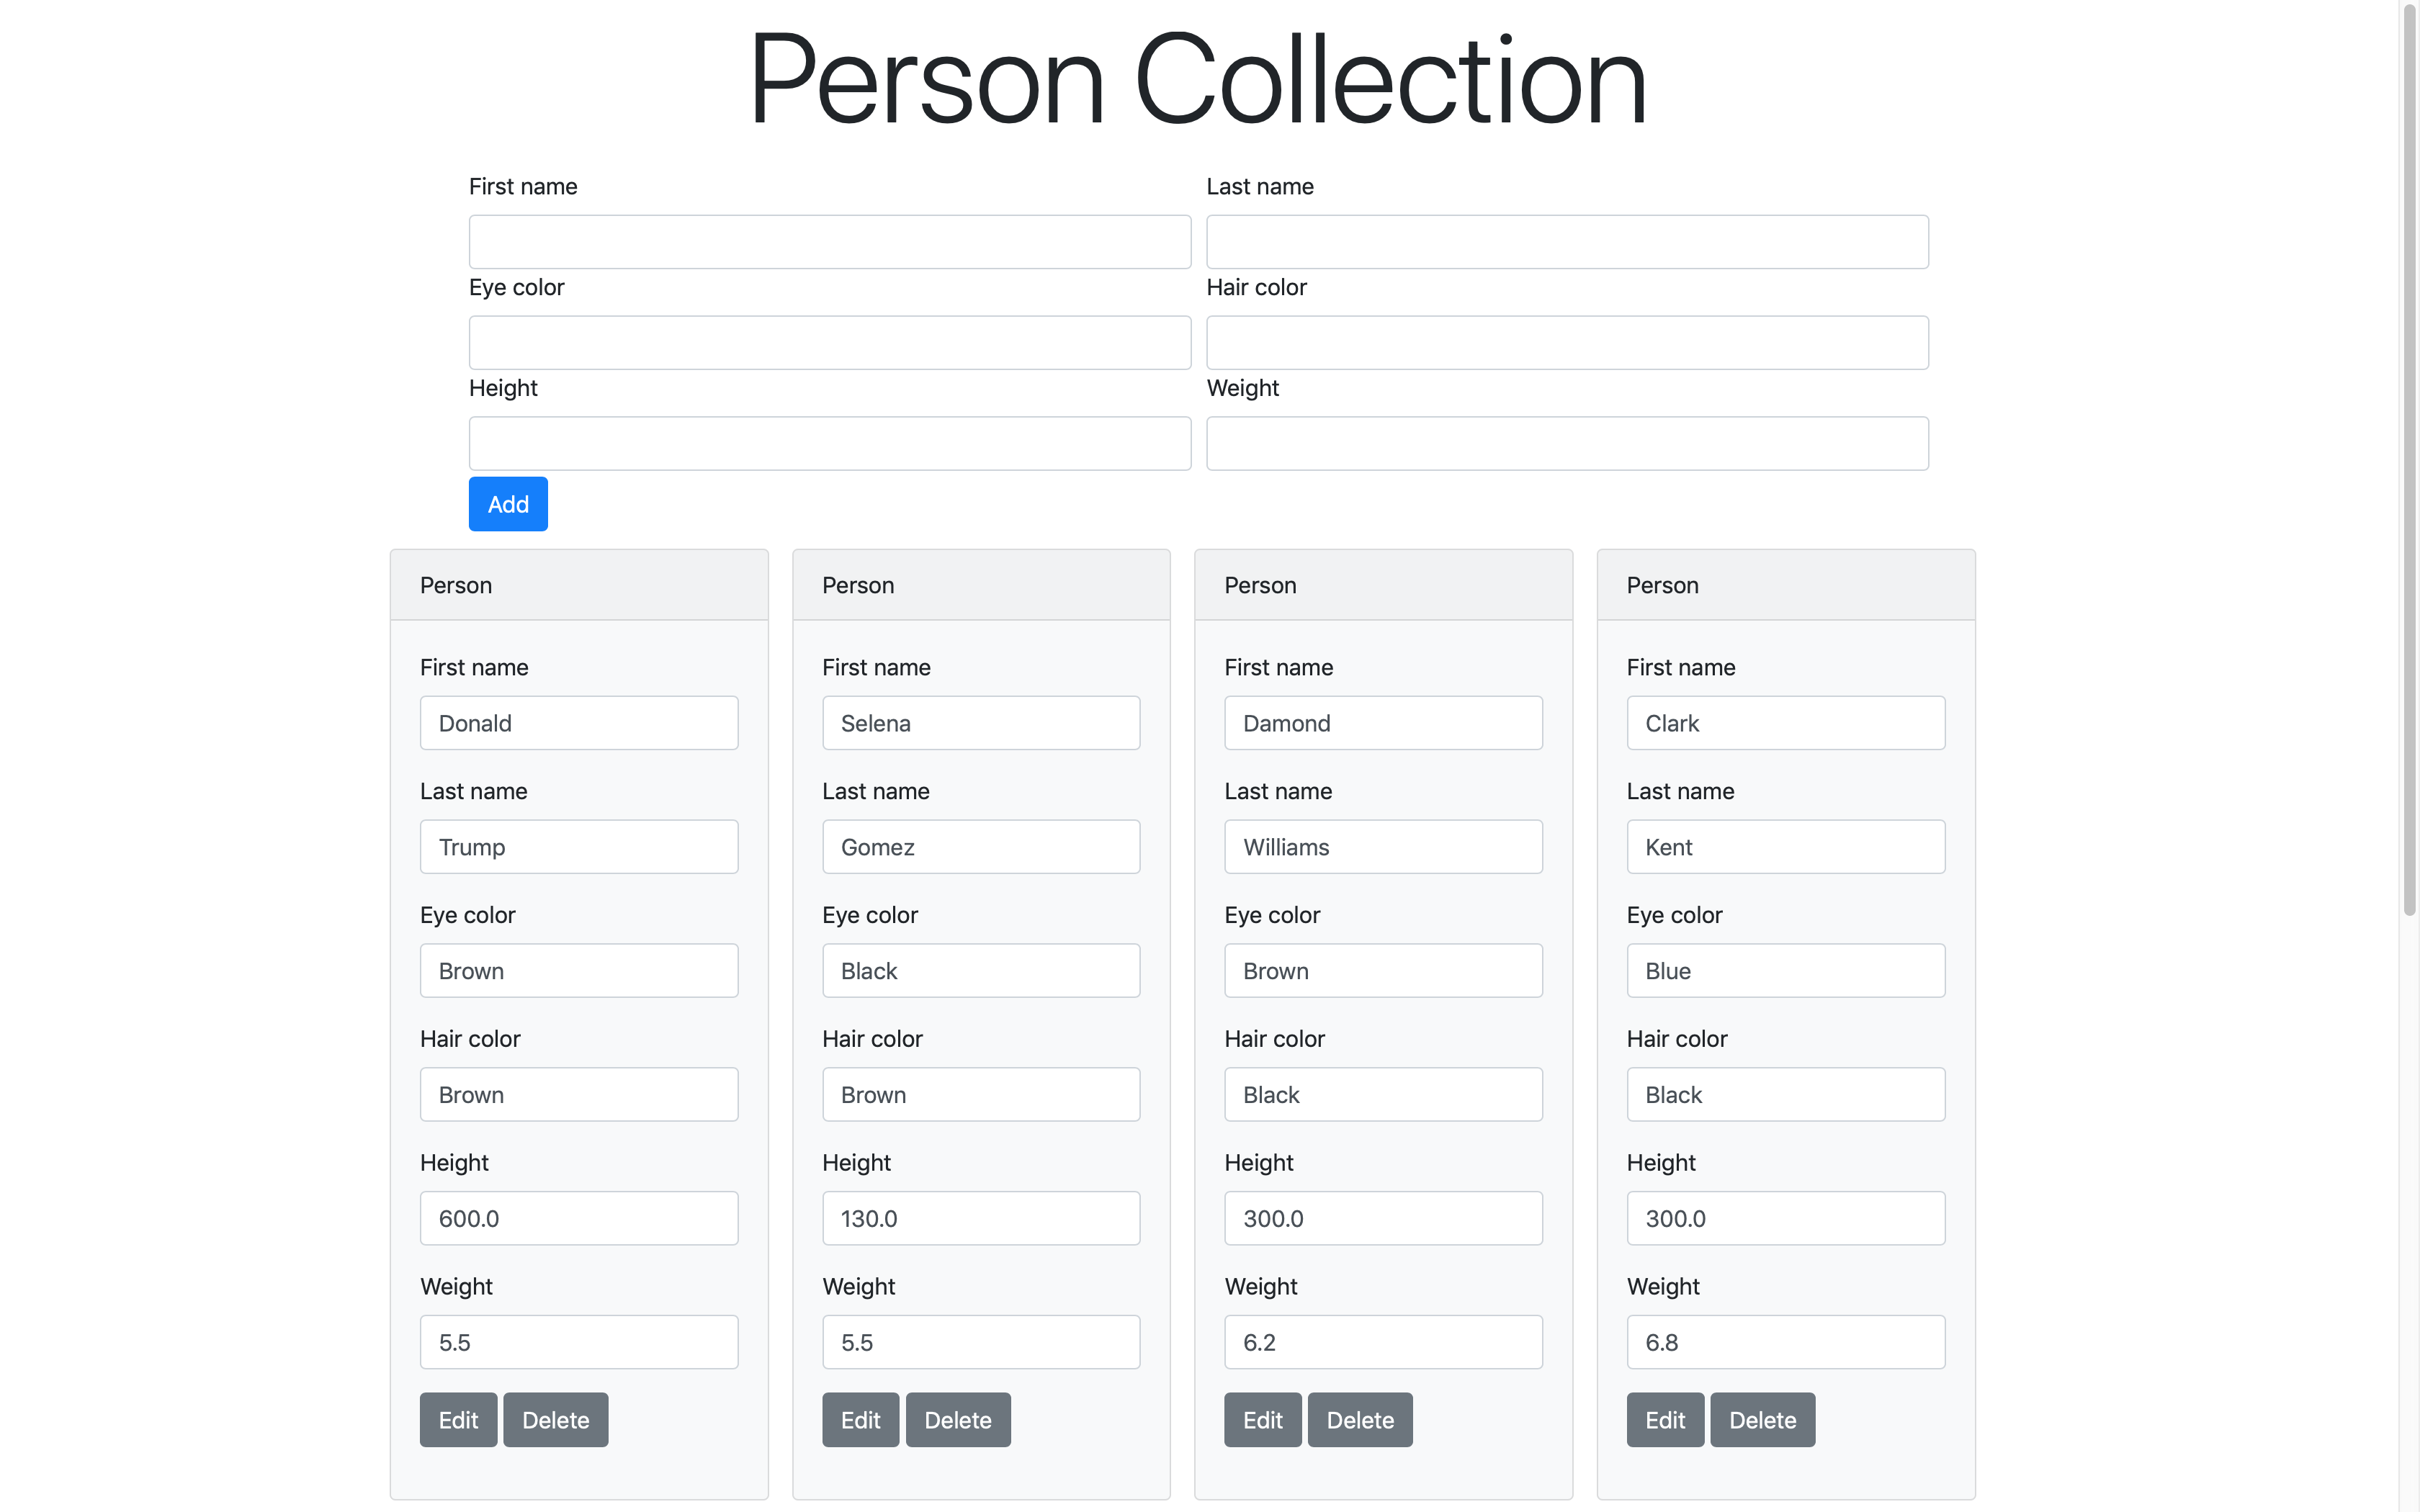 Person Collection
First name
Last name
Eye color
Hair color
Height
Weight
Add
Person
First name
Donald
Last name
Trump
Eye color
Brown
Hair color
Brown
Height
600.0
Weight
5.5
Edit Delete
Person
First name
Selena
Last name
Gomez
Eye color
Black
Hair color
Brown
Height
130.0
Weight
5.5
Edit Delete
Person
First name
Damond
Last name
Williams
Eye color
Brown
Hair color
Black
Height
300.0
Weight
6.2
Edit Delete
Person
First name
Clark
Last name
Kent
Eye color
Blue
Hair color
Black
Height
300.0
Weight
6.8
Edit Delete